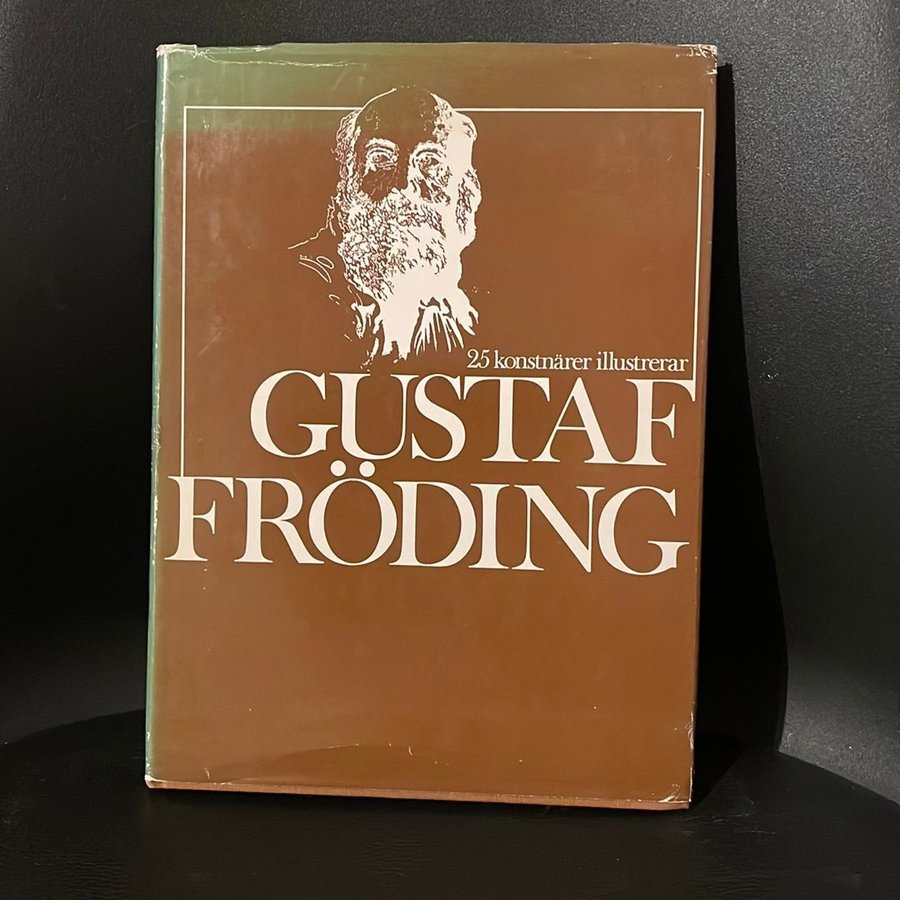 25 konstnärer illustrerar
GUSTAF
FRÖDING